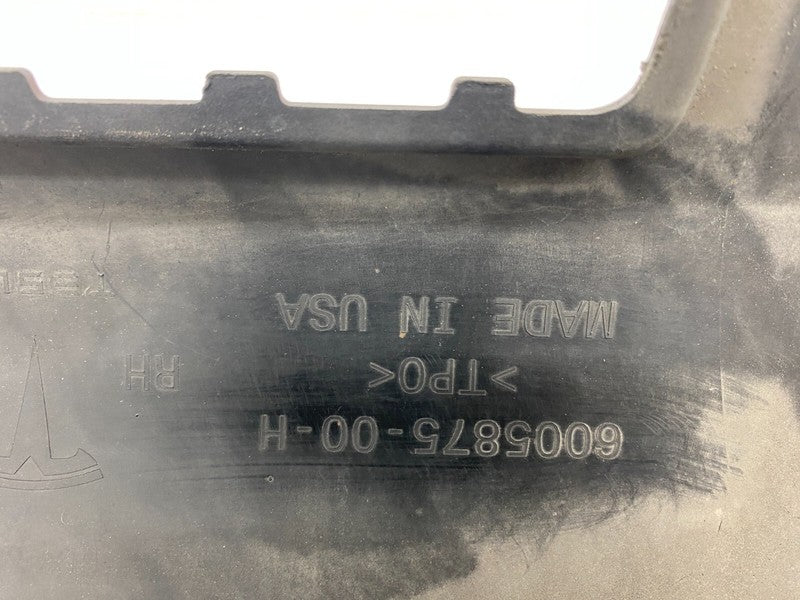 6005875-00-H
>TPO<
RH
MADE IN USA